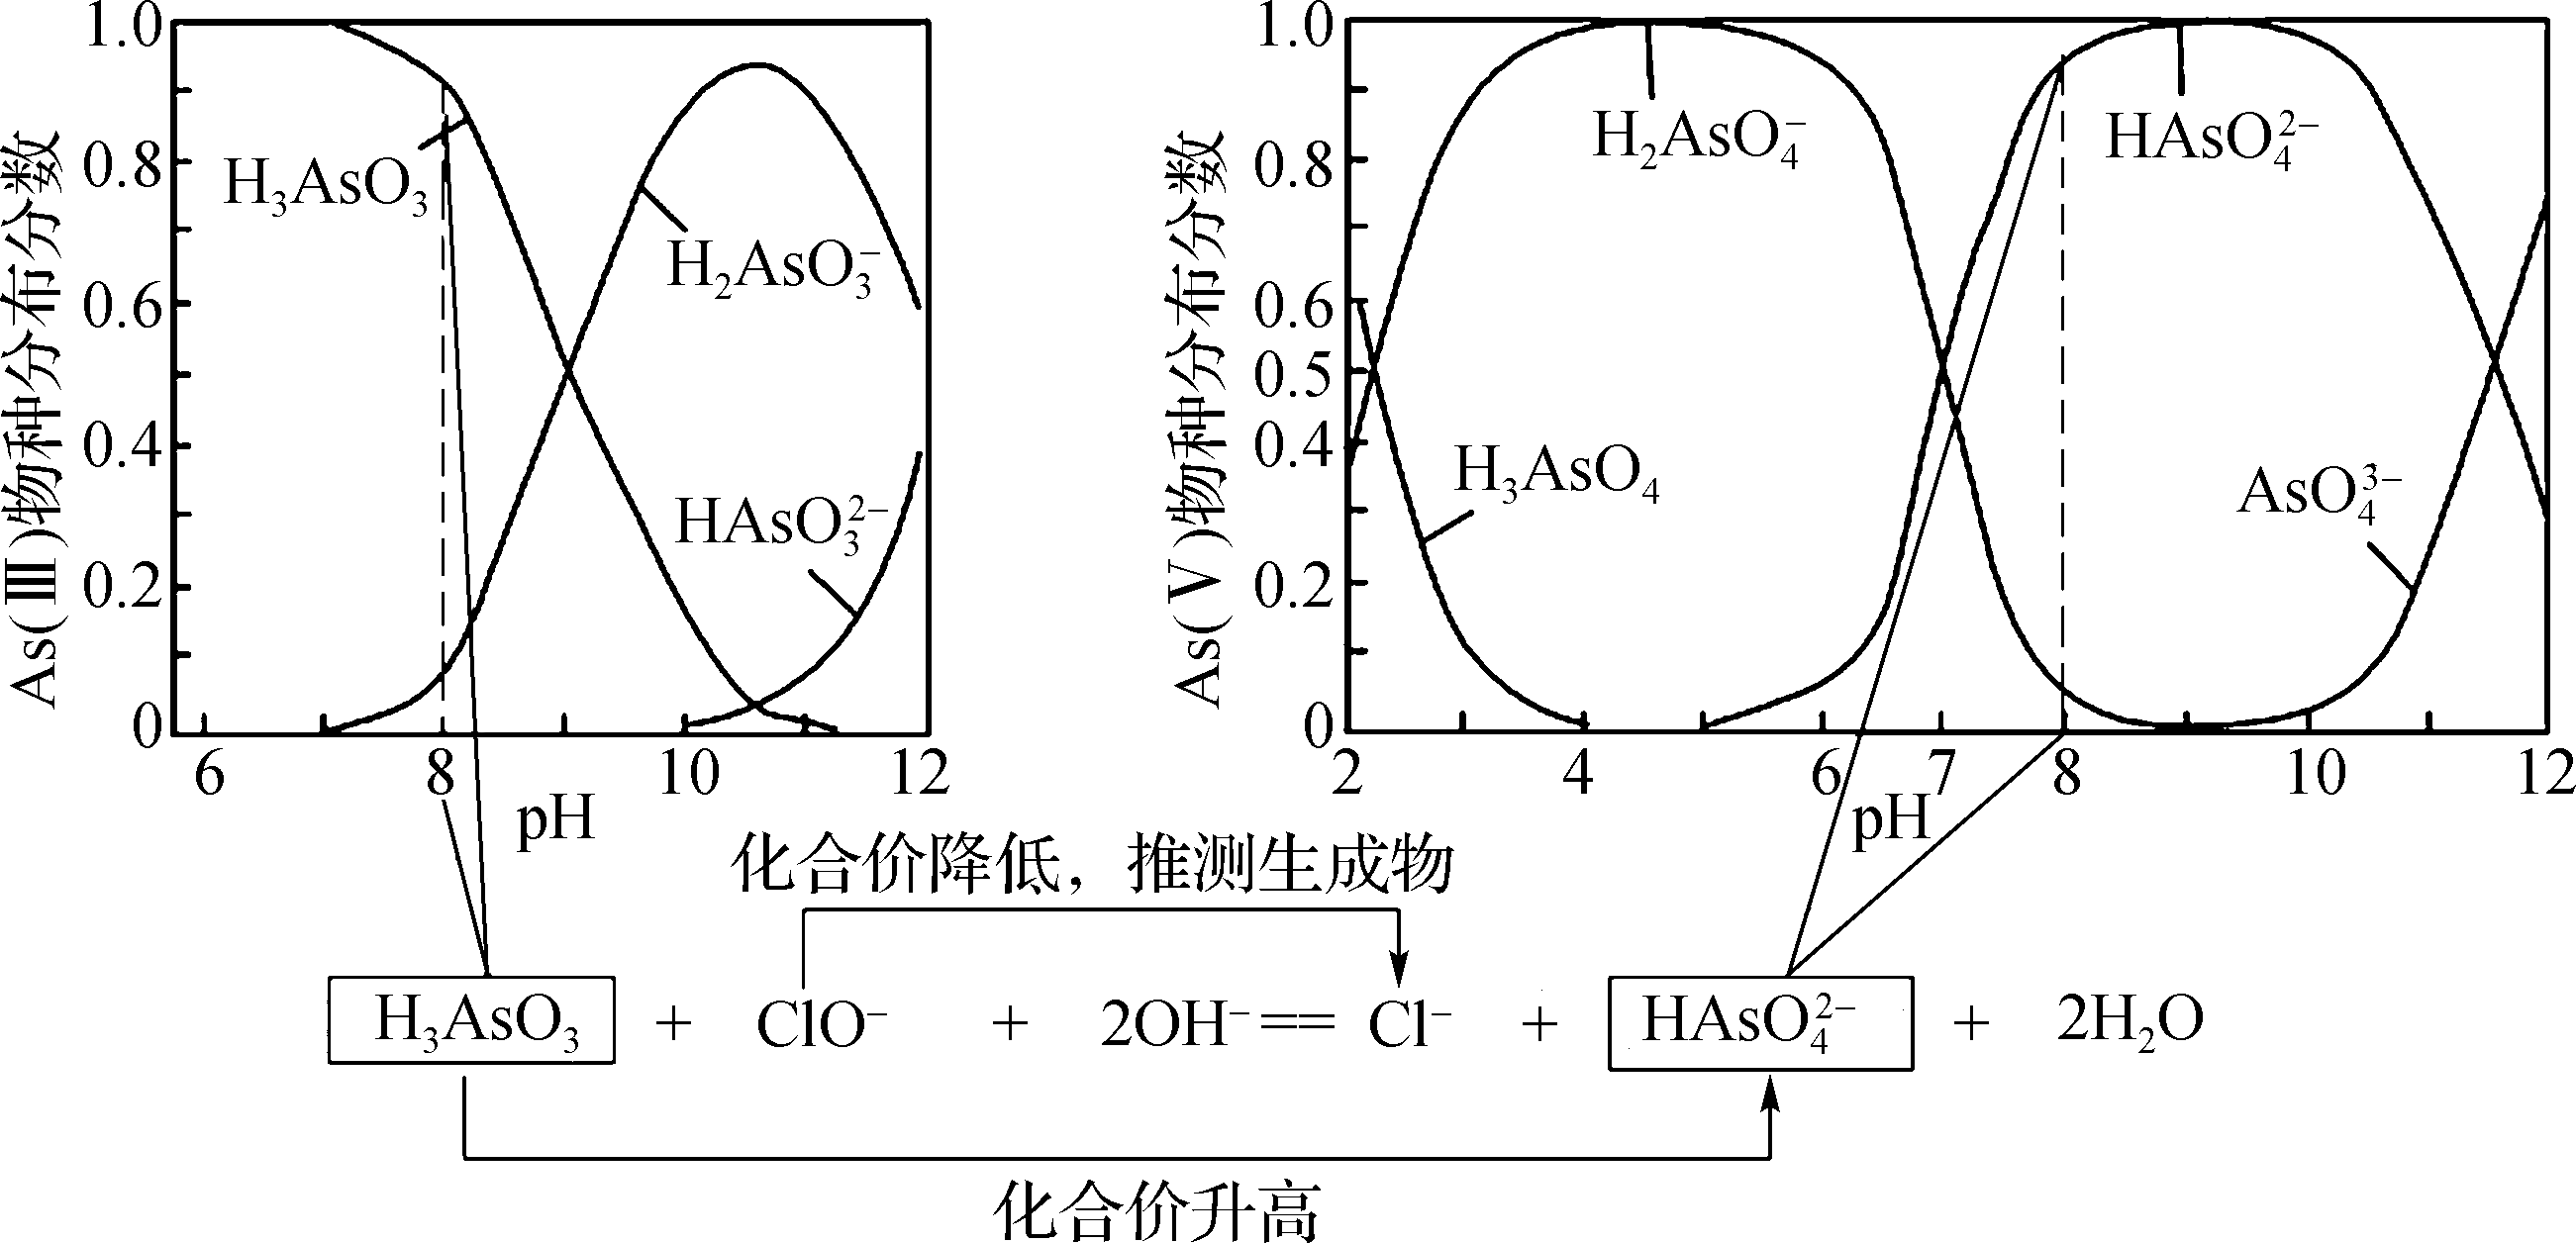 As(Ⅲ)物种分布分数
1.0
0.8
0.6
0.4
0.2
0
H₃AsO₃
H₂AsO₃⁻
HAsO₃²⁻
6 8 10 12
pH
As(Ⅴ)物种分布分数
1.0
0.8
0.6
0.5
0.4
0.2
0
H₂AsO₄⁻
HAsO₄²⁻
H₃AsO₄
AsO₄³⁻
2 4 6 7 8 10 12
pH
化合价降低，推测生成物
H₃AsO₃ + ClO⁻ + 2OH⁻ == Cl⁻ + HAsO₄²⁻ + 2H₂O
化合价升高